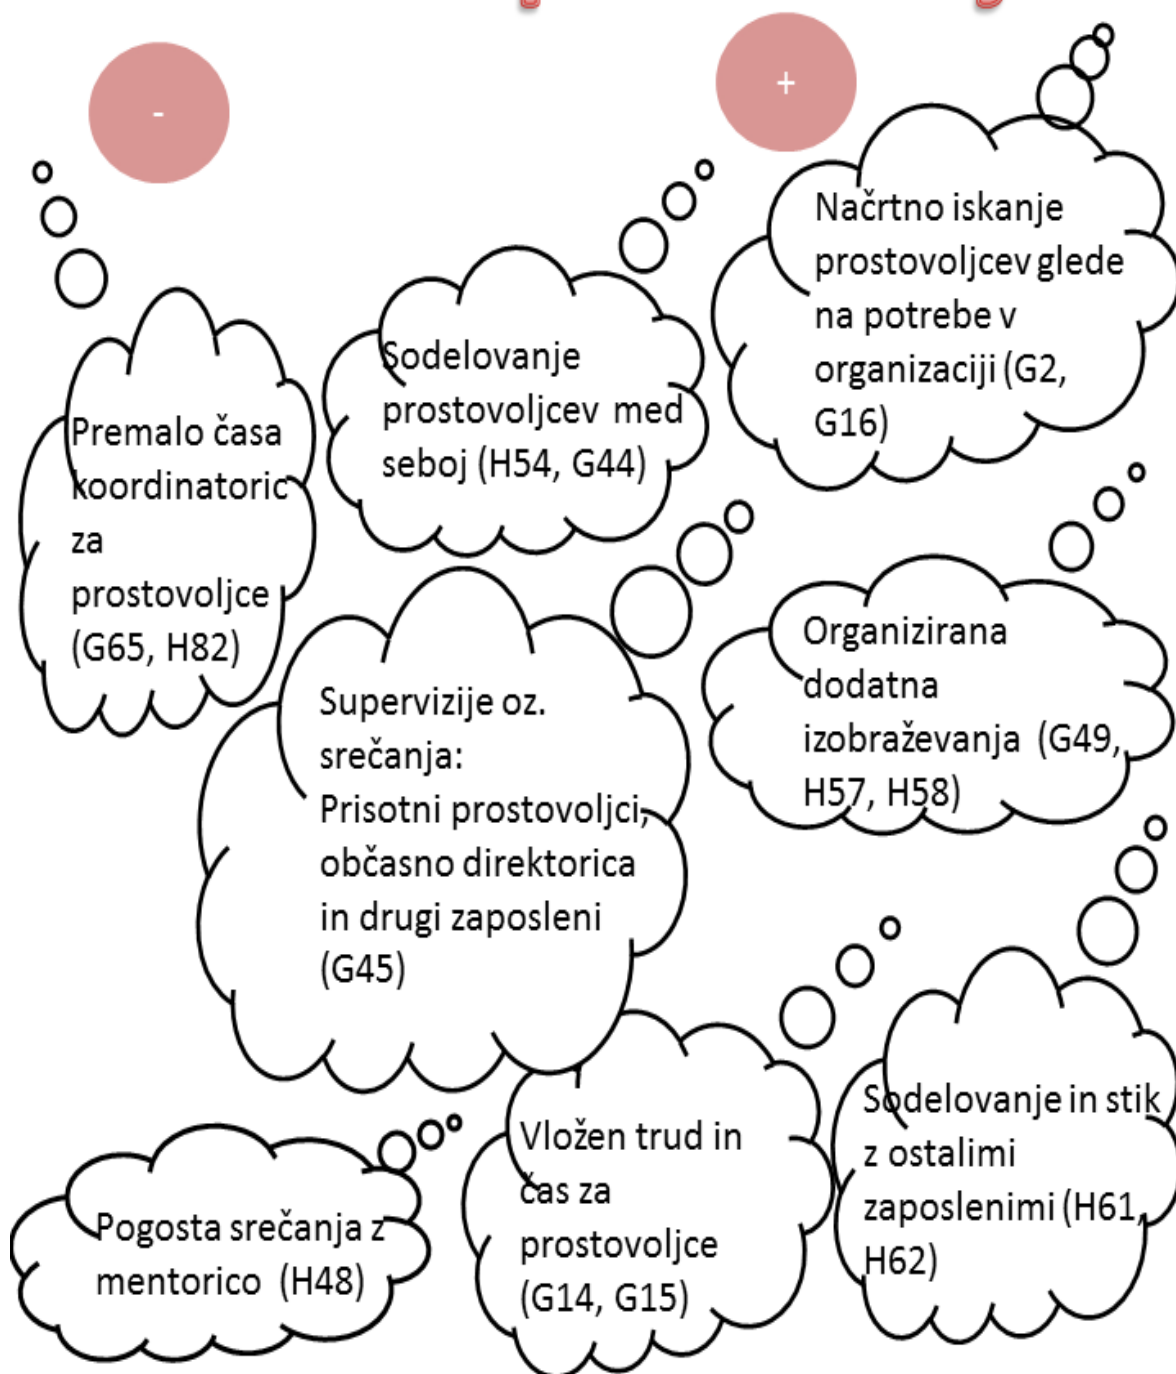 -
+
Načrtno iskanje
prostovoljcev glede
na potrebe v
organizaciji (G2,
G16)
Sodelovanje
prostovoljcev med
seboj (H54, G44)
Premalo časa
koordinatoric
za
prostovoljce
(G65, H82)
Organizirana
dodatna
izobraževanja (G49,
H57, H58)
Supervizije oz.
srečanja:
Prisotni prostovoljci,
občasno direktorica
in drugi zaposleni
(G45)
Sodelovanje in stik
z ostalimi
zaposlenimi (H61,
H62)
Vložen trud in
čas za
prostovoljce
(G14, G15)
Pogosta srečanja z
mentorico (H48)